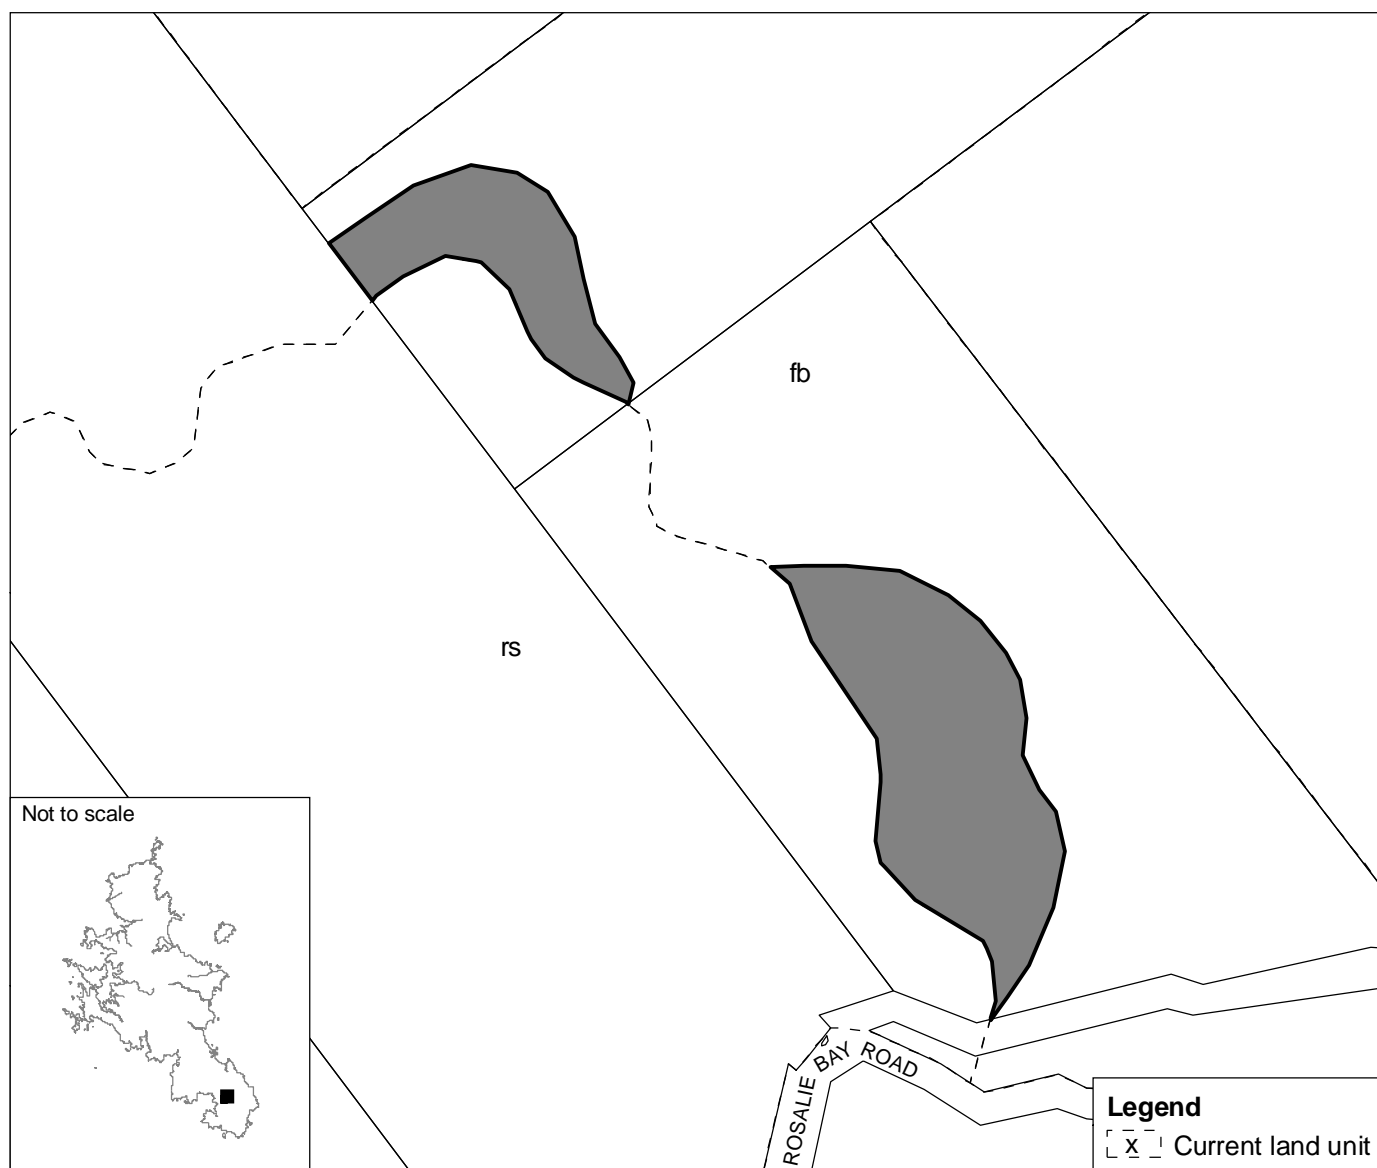 fb
rs
Not to scale
ROSALIE BAY ROAD
Legend
x Current land unit